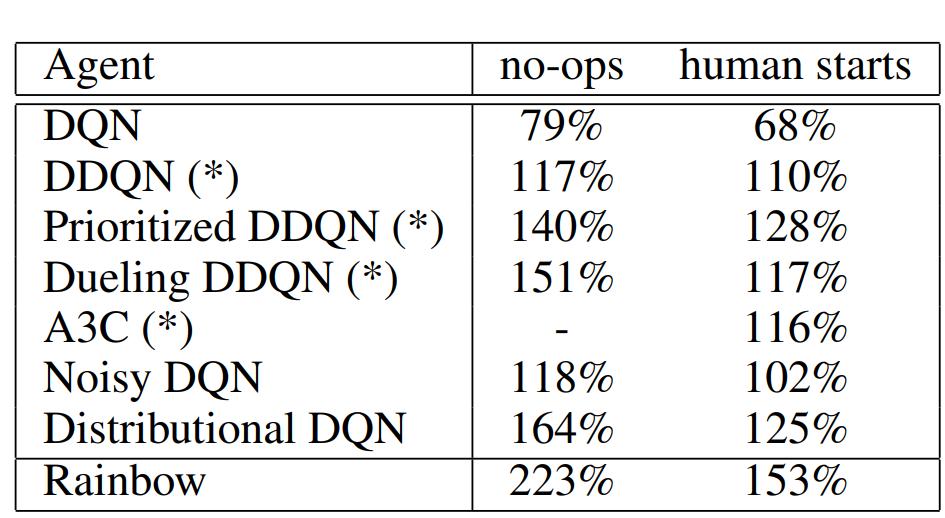 Agent no-ops human starts
DQN 79% 68%
DDQN (*) 117% 110%
Prioritized DDQN (*) 140% 128%
Dueling DDQN (*) 151% 117%
A3C (*) - 116%
Noisy DQN 118% 102%
Distributional DQN 164% 125%
Rainbow 223% 153%